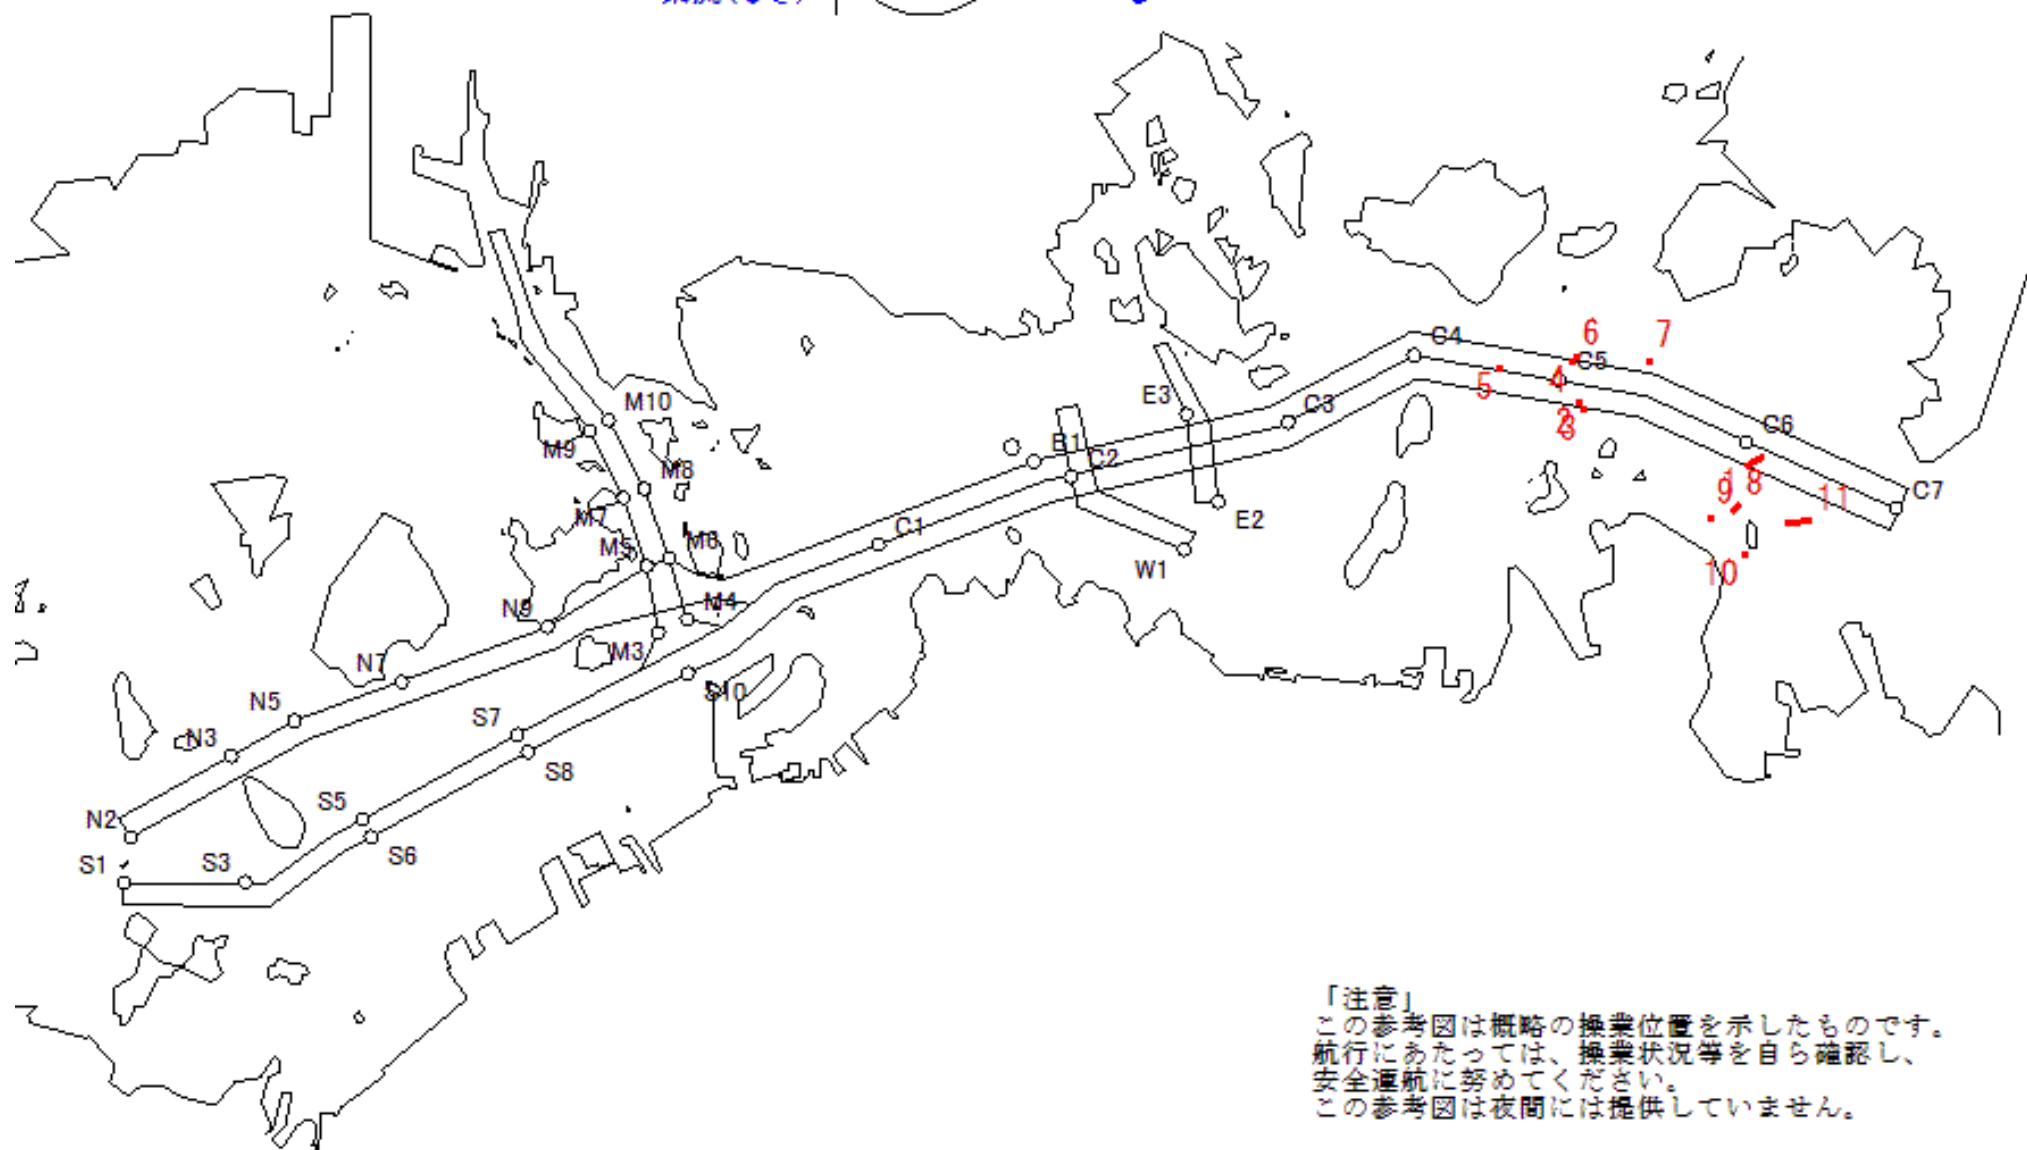 C4
6
7
C5
5
4
M10
E3
C3
2
3
C6
M9
B1
M8
C2
1
8
9
11
C7
M7
E2
C1
M5
M6
W1
10
N9
M4
M3
N7
S10
N5
S7
N3
S8
S5
N2
S6
S1
S3
「注意」
この参考図は概略の操業位置を示したものです。
航行にあたっては、操業状況等を自ら確認し、
安全運航に努めてください。
この参考図は夜間には提供していません。